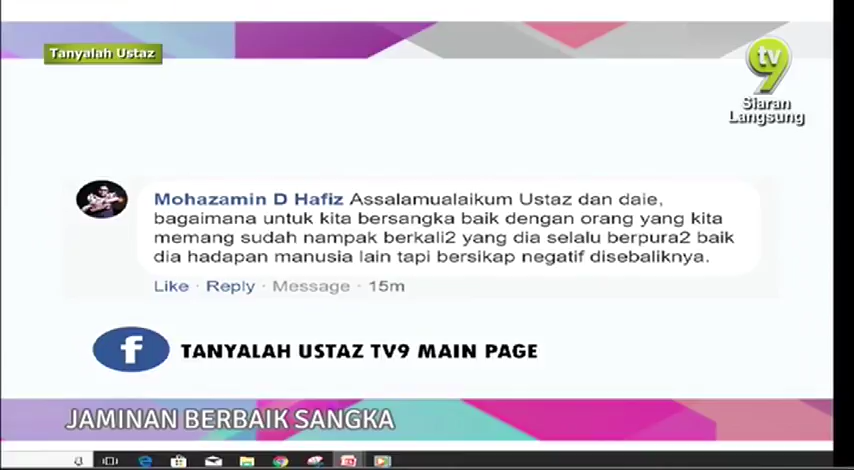 Tanyalah Ustaz
tv
9
Siaran
Langsung
Mohazamin D Hafiz Assalamualaikum Ustaz dan daie,
bagaimana untuk kita bersangka baik dengan orang yang kita
memang sudah nampak berkali2 yang dia selalu berpura2 baik
dia hadapan manusia lain tapi bersikap negatif disebaliknya.
Like · Reply · Message · 15m
f TANYALAH USTAZ TV9 MAIN PAGE
JAMINAN BERBAIK SANGKA